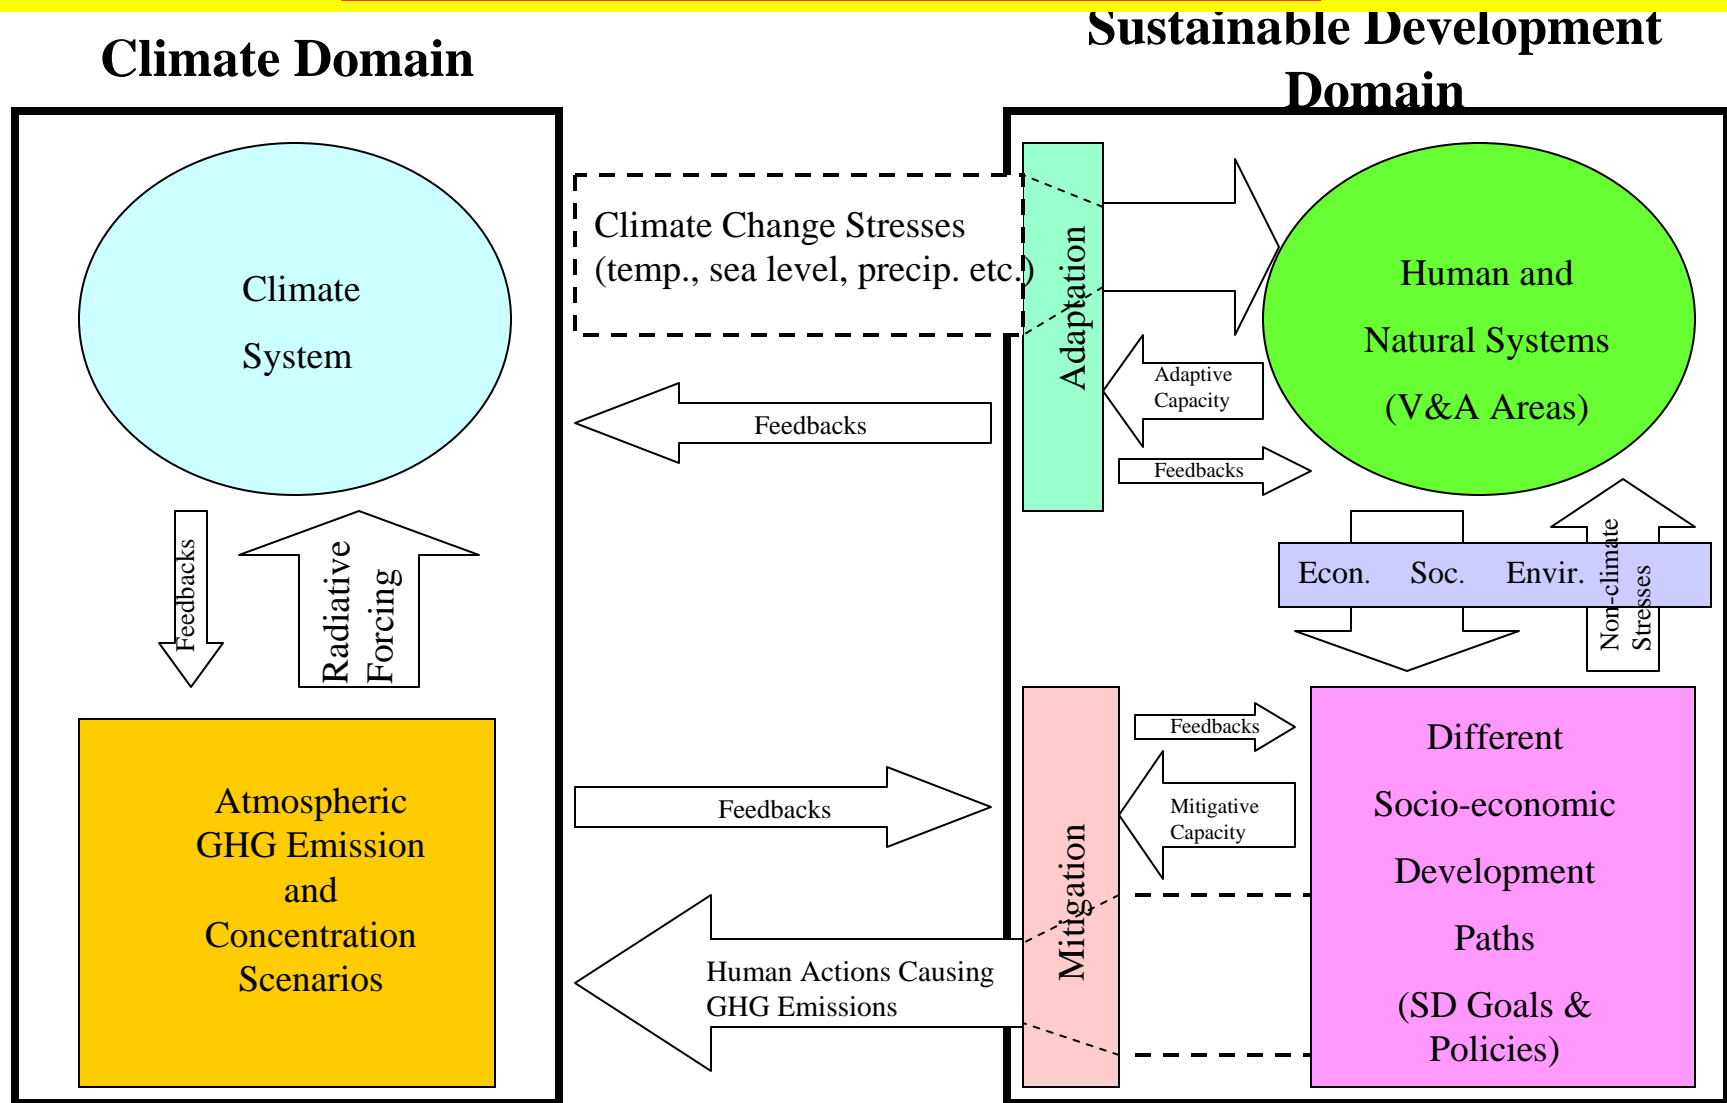 Climate Domain
Sustainable Development
Domain
Climate
System
Climate Change Stresses
(temp., sea level, precip. etc.)
Adaptation
Human and
Natural Systems
(V&A Areas)
Adaptive
Capacity
Feedbacks
Feedbacks
Feedbacks
Radiative
Forcing
Econ. Soc. Envir.
Non-climate
Stresses
Atmospheric
GHG Emission
and
Concentration
Scenarios
Feedbacks
Human Actions Causing
GHG Emissions
Mitigation
Feedbacks
Mitigative
Capacity
Different
Socio-economic
Development
Paths
(SD Goals &
Policies)